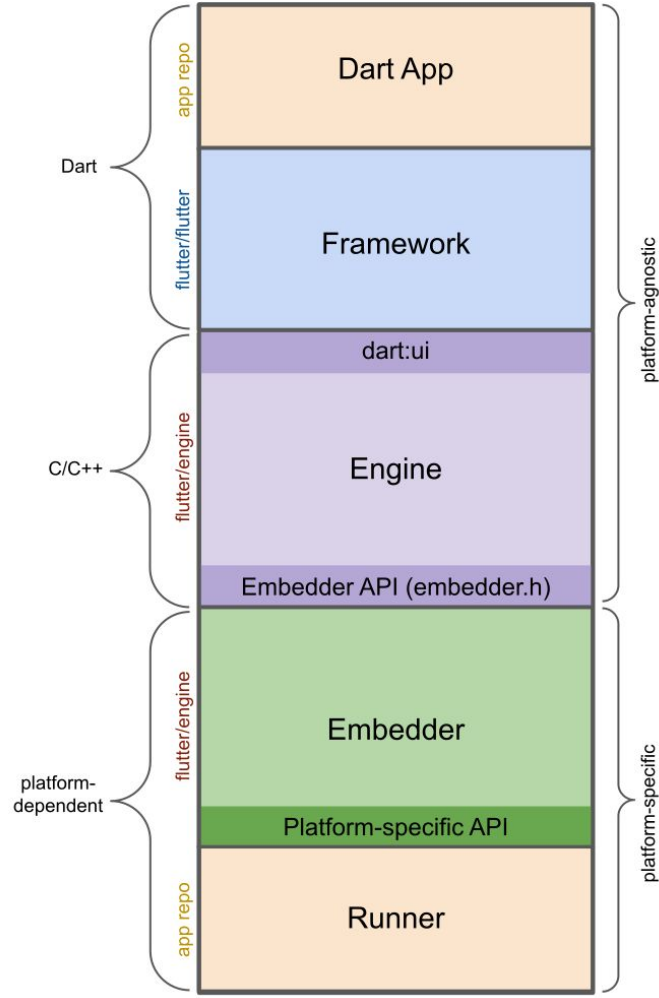 Dart App
app repo
Dart
Framework
flutter/flutter
platform-agnostic
dart:ui
Engine
flutter/engine
C/C++
Embedder API (embedder.h)
Embedder
flutter/engine
platform-
dependent
Platform-specific API
platform-specific
Runner
app repo